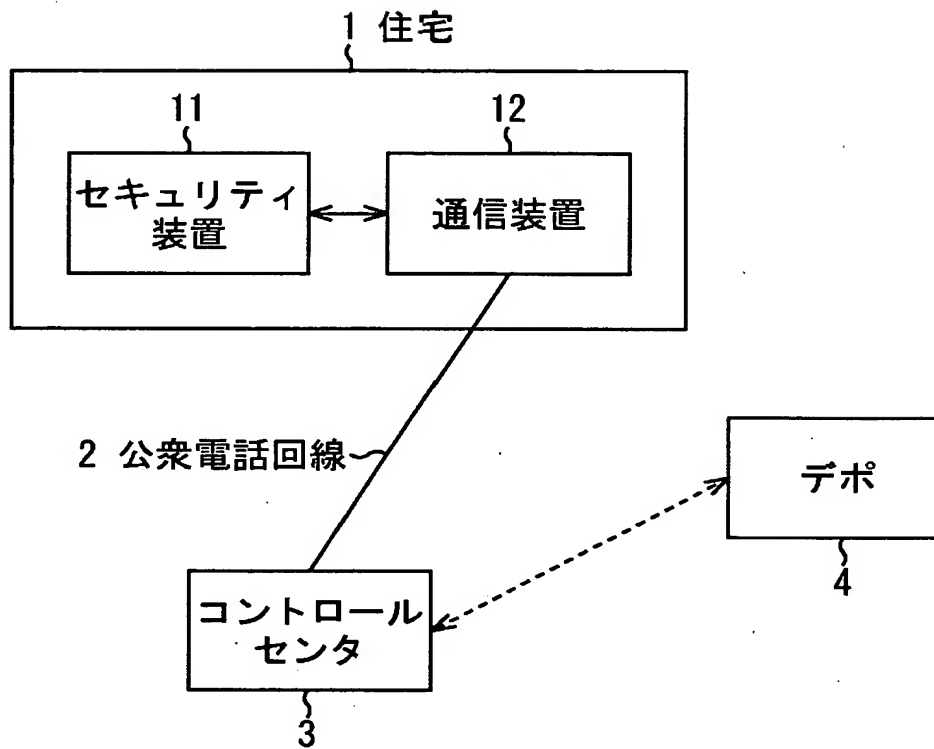 1 住宅
11
12
セキュリティ
装置
通信装置
2 公衆電話回線
デポ
4
コントロール
センタ
3